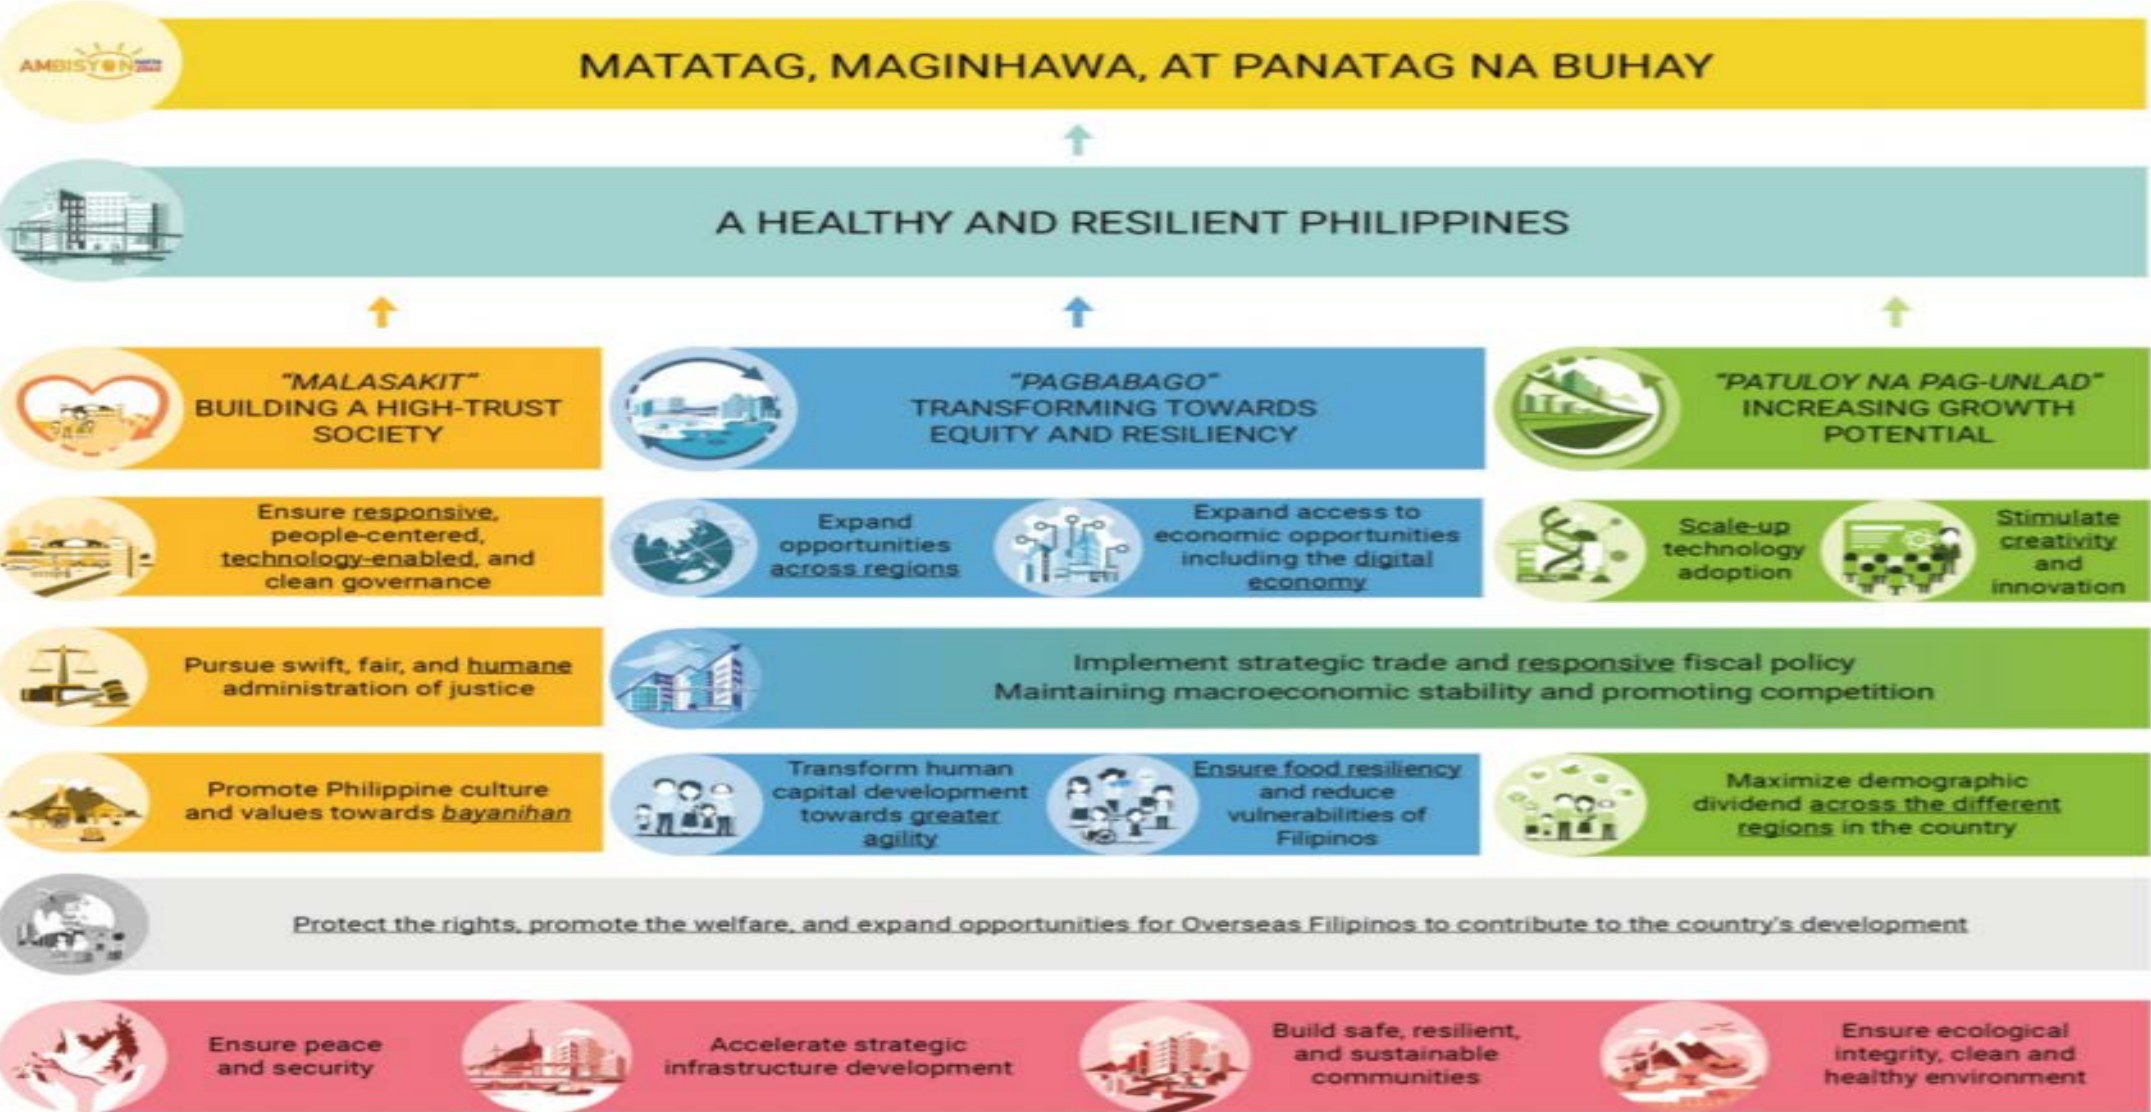 AMBISYON
MATATAG, MAGINHAWA, AT PANATAG NA BUHAY
A HEALTHY AND RESILIENT PHILIPPINES
"MALASAKIT"
BUILDING A HIGH-TRUST
SOCIETY
"PAGBABAGO"
TRANSFORMING TOWARDS
EQUITY AND RESILIENCY
"PATULOY NA PAG-UNLAD"
INCREASING GROWTH
POTENTIAL
Ensure responsive,
people-centered,
technology-enabled, and
clean governance
Expand
opportunities
across regions
Expand access to
economic opportunities
including the digital
economy
Scale-up
technology
adoption
Stimulate
creativity
and
innovation
Pursue swift, fair, and humane
administration of justice
Implement strategic trade and responsive fiscal policy
Maintaining macroeconomic stability and promoting competition
Promote Philippine culture
and values towards bayanihan
Transform human
capital development
towards greater
agility
Ensure food resiliency
and reduce
vulnerabilities of
Filipinos
Maximize demographic
dividend across the different
regions in the country
Protect the rights, promote the welfare, and expand opportunities for Overseas Filipinos to contribute to the country's development
Ensure peace
and security
Accelerate strategic
infrastructure development
Build safe, resilient,
and sustainable
communities
Ensure ecological
integrity, clean and
healthy environment